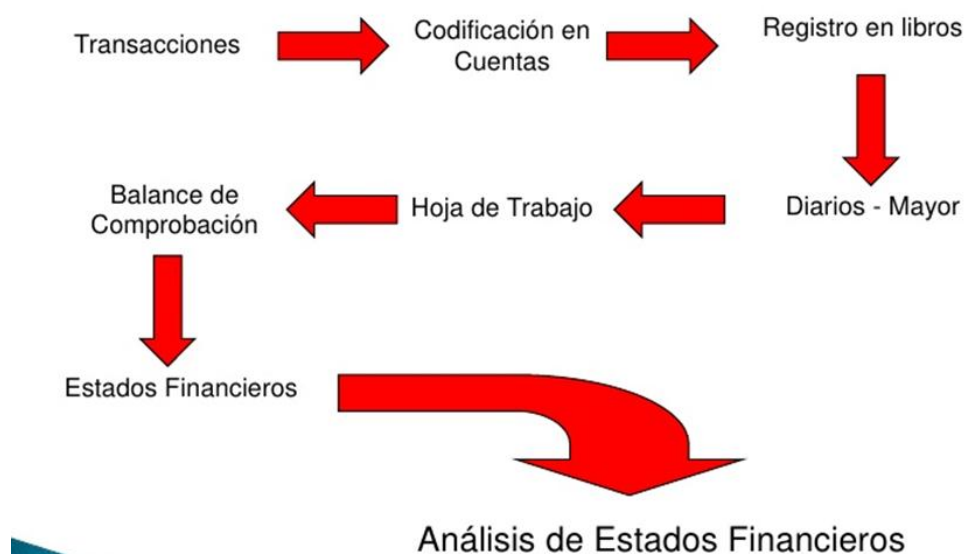 Transacciones
Codificación en
Cuentas
Registro en libros
Diarios - Mayor
Hoja de Trabajo
Balance de
Comprobación
Estados Financieros
Análisis de Estados Financieros